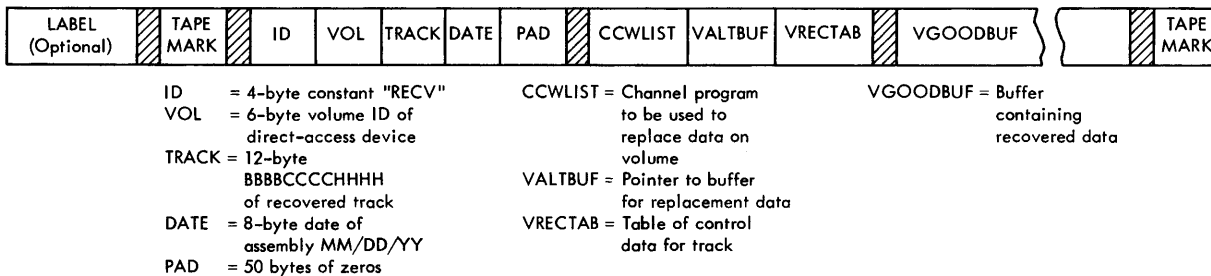 LABEL (Optional) TAPE MARK ID VOL TRACK DATE PAD CCWLIST VALTBUF VRECTAB VGOODBUF TAPE MARK
ID = 4-byte constant "RECV"
VOL = 6-byte volume ID of
direct-access device
TRACK = 12-byte
BBBBCCCCHHHH
of recovered track
DATE = 8-byte date of
assembly MM/DD/YY
PAD = 50 bytes of zeros
CCWLIST = Channel program
to be used to
replace data on
volume
VALTBUF = Pointer to buffer
for replacement data
VRECTAB = Table of control
data for track
VGOODBUF = Buffer
containing
recovered data